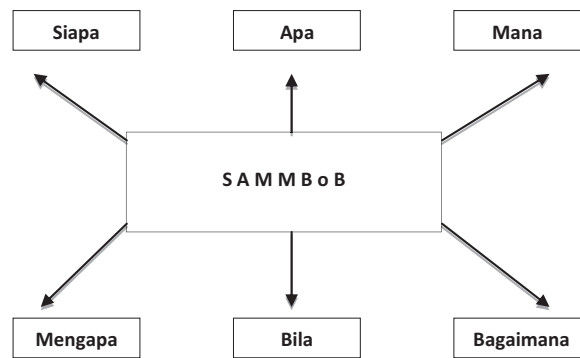 Siapa
Apa
Mana
S A M M B o B
Mengapa
Bila
Bagaimana